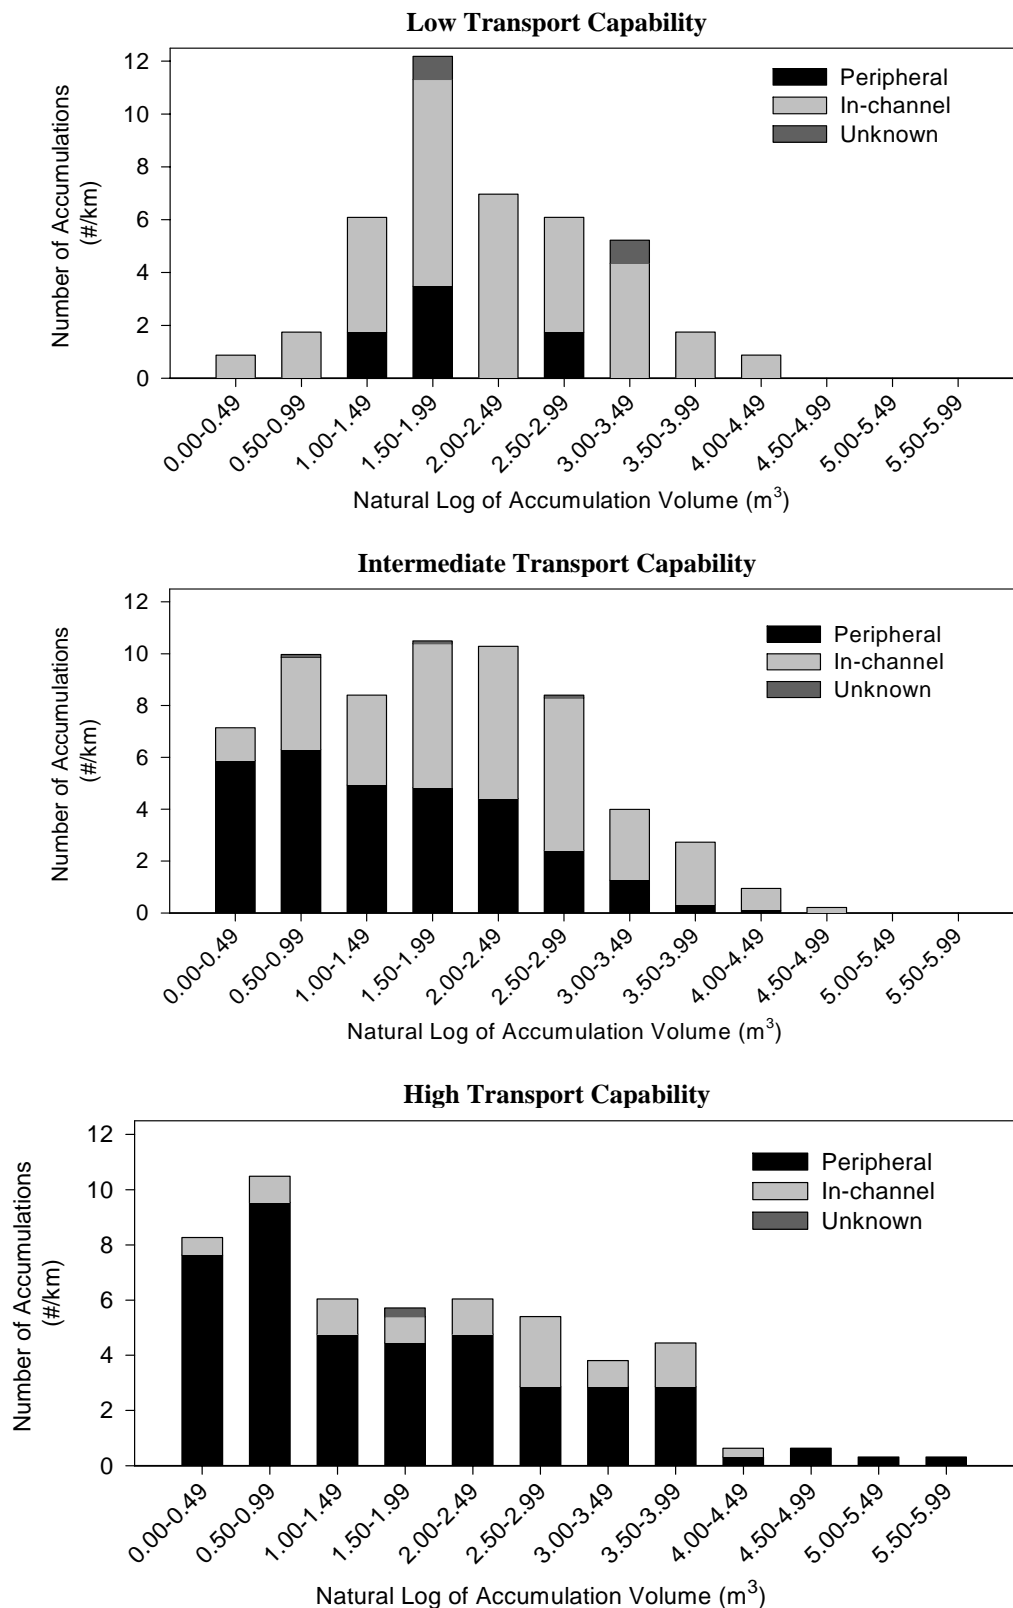 Low Transport Capability
Number of Accumulations
(#/km)
12
10
8
6
4
2
0
Peripheral
In-channel
Unknown
0.00-0.49
0.50-0.99
1.00-1.49
1.50-1.99
2.00-2.49
2.50-2.99
3.00-3.49
3.50-3.99
4.00-4.49
4.50-4.99
5.00-5.49
5.50-5.99
Natural Log of Accumulation Volume (m³)
Intermediate Transport Capability
Number of Accumulations
(#/km)
12
10
8
6
4
2
0
Peripheral
In-channel
Unknown
0.00-0.49
0.50-0.99
1.00-1.49
1.50-1.99
2.00-2.49
2.50-2.99
3.00-3.49
3.50-3.99
4.00-4.49
4.50-4.99
5.00-5.49
5.50-5.99
Natural Log of Accumulation Volume (m³)
High Transport Capability
Number of Accumulations
(#/km)
12
10
8
6
4
2
0
Peripheral
In-channel
Unknown
0.00-0.49
0.50-0.99
1.00-1.49
1.50-1.99
2.00-2.49
2.50-2.99
3.00-3.49
3.50-3.99
4.00-4.49
4.50-4.99
5.00-5.49
5.50-5.99
Natural Log of Accumulation Volume (m³)